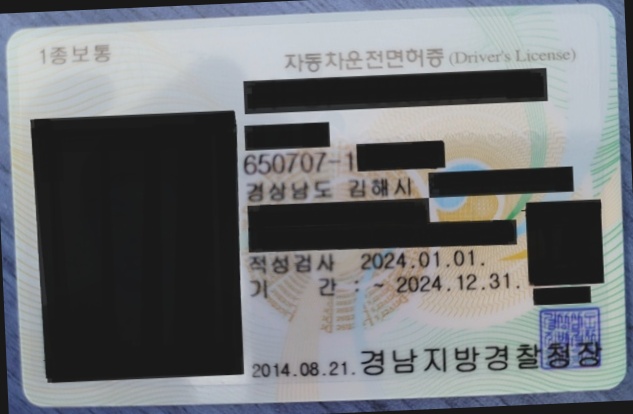 1종보통
자동차운전면허증 (Driver's License)
650707-1
경상남도 김해시
적성검사 2024.01.01.
기 간 : ~ 2024.12.31.
2014.08.21. 경남지방경찰청장